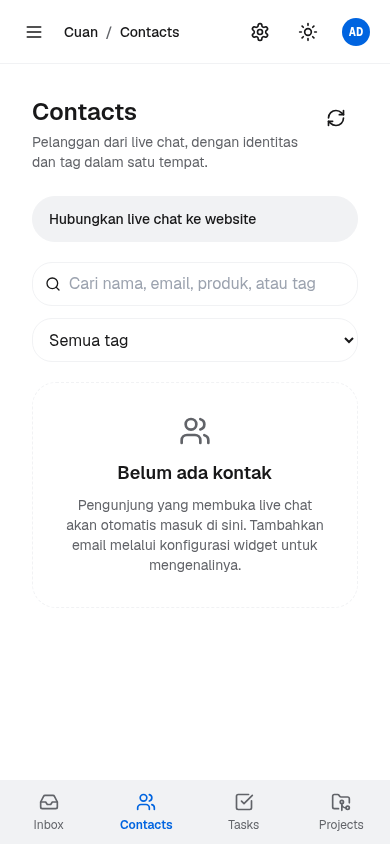 Cuan / Contacts
AD
Contacts
Pelanggan dari live chat, dengan identitas
dan tag dalam satu tempat.
Hubungkan live chat ke website
Cari nama, email, produk, atau tag
Semua tag
Belum ada kontak
Pengunjung yang membuka live chat
akan otomatis masuk di sini. Tambahkan
email melalui konfigurasi widget untuk
mengenalinya.
Inbox
Contacts
Tasks
Projects